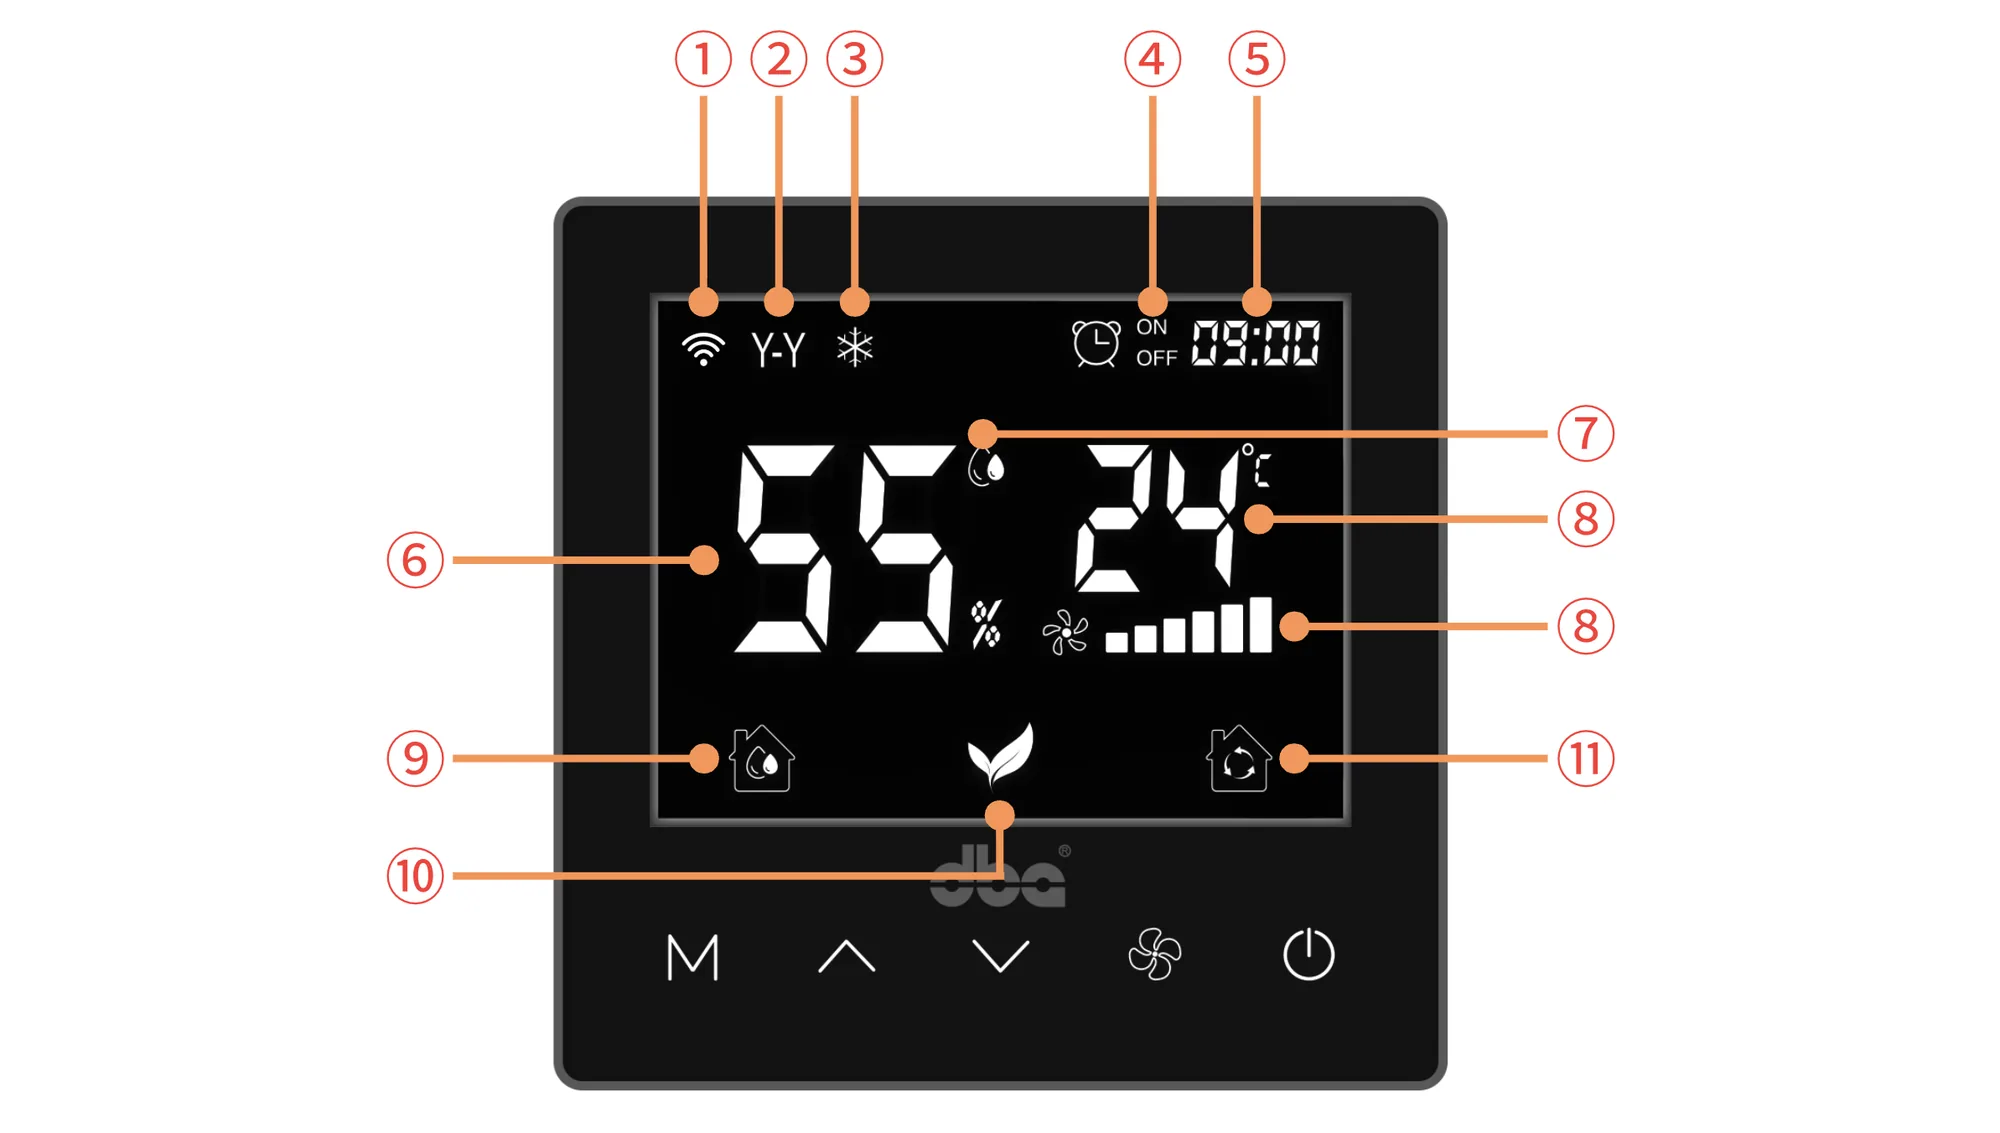 ① ② ③ ④ ⑤
Y-Y
ON
OFF
09:00
⑦
55 %
24 °C
⑧
⑥
⑧
⑨
⑪
⑩
dba®
M